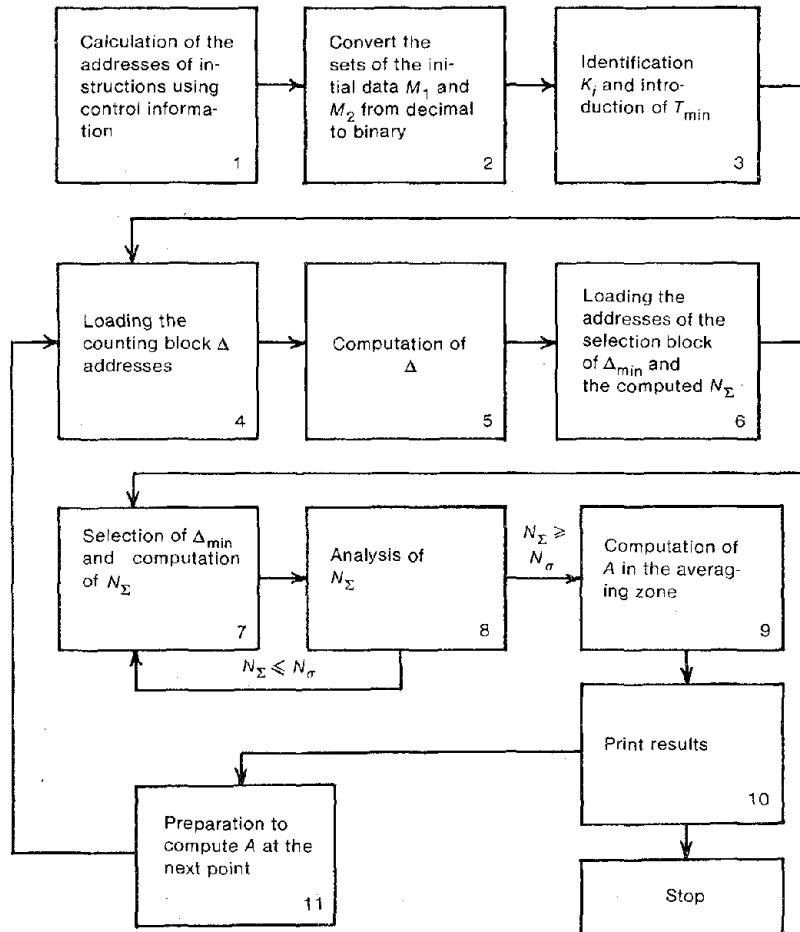 Calculation of the
addresses of in-
structions using
control informa-
tion
1
Convert the
sets of the ini-
tial data M₁ and
M₂ from decimal
to binary
2
Identification
Kᵢ and intro-
duction of Tmin
3
Loading the
counting block Δ
addresses
4
Computation of
Δ
5
Loading the
addresses of the
selection block
of Δmin and
the computed NΣ
6
Selection of Δmin
and computation
of NΣ
7
Analysis of
NΣ
8
NΣ ≥
Nσ
Computation of
A in the averag-
ing zone
9
NΣ ⩽ Nσ
Print results
10
Preparation to
compute A at the
next point
11
Stop